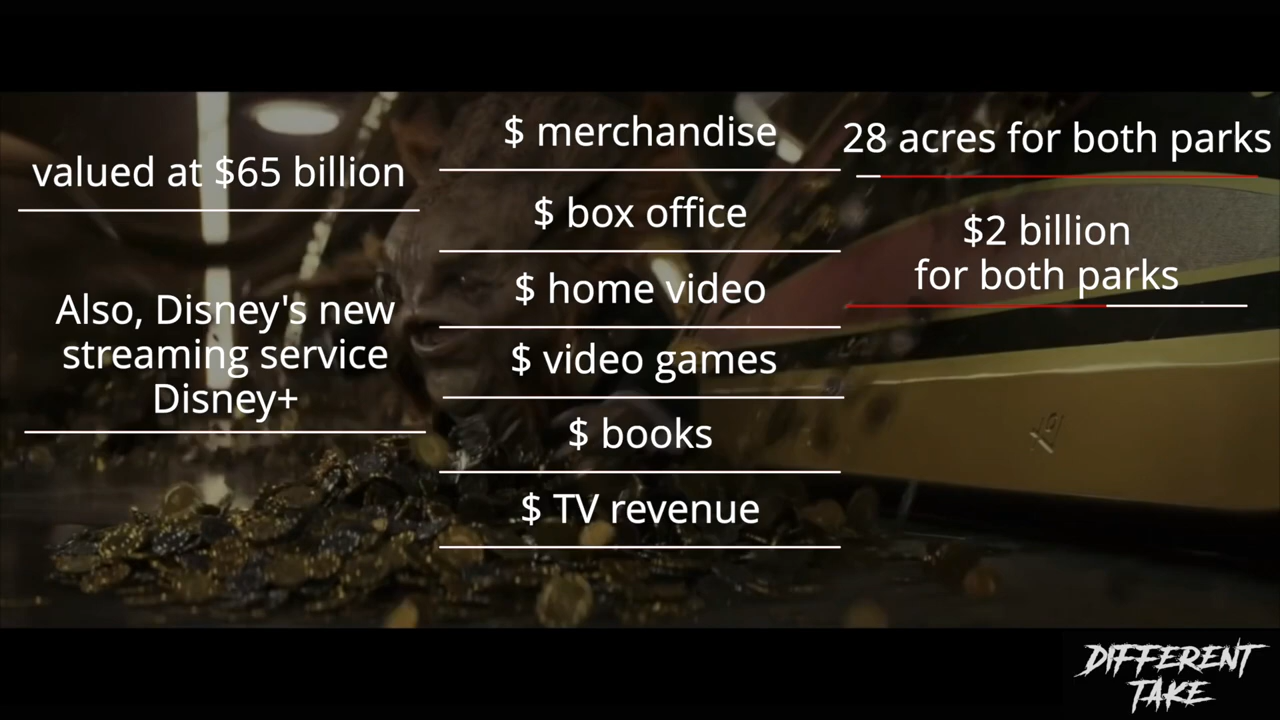 valued at $65 billion
Also, Disney's new
streaming service
Disney+
$ merchandise
$ box office
$ home video
$ video games
$ books
$ TV revenue
28 acres for both parks
$2 billion
for both parks
DIFFERENT
TAKE